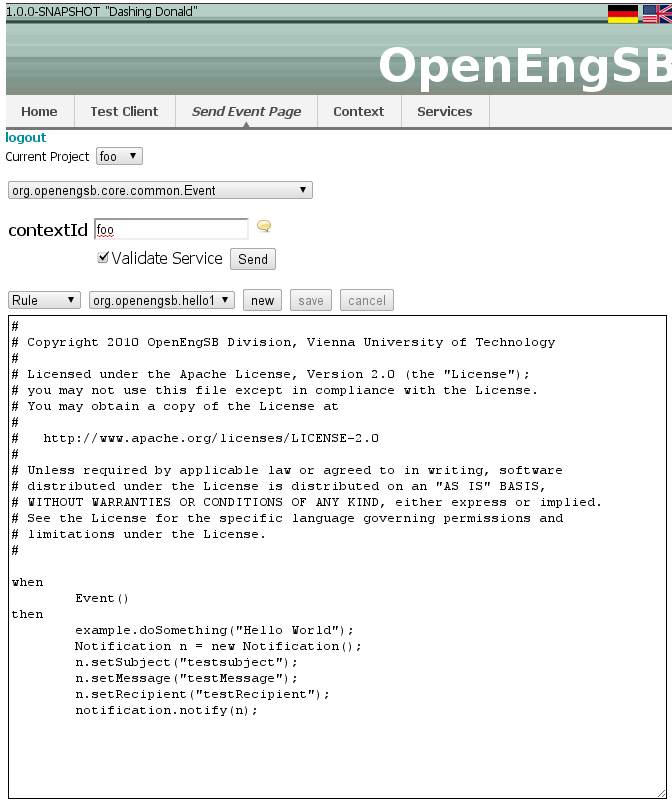 1.0.0-SNAPSHOT "Dashing Donald"
OpenEngSB
Home Test Client Send Event Page Context Services
logout
Current Project foo
org.openengsb.core.common.Event
contextId foo
Validate Service Send
Rule org.openengsb.hello1 new save cancel
#
# Copyright 2010 OpenEngSB Division, Vienna University of Technology
#
# Licensed under the Apache License, Version 2.0 (the "License");
# you may not use this file except in compliance with the License.
# You may obtain a copy of the License at
#
#   http://www.apache.org/licenses/LICENSE-2.0
#
# Unless required by applicable law or agreed to in writing, software
# distributed under the License is distributed on an "AS IS" BASIS,
# WITHOUT WARRANTIES OR CONDITIONS OF ANY KIND, either express or implied.
# See the License for the specific language governing permissions and
# limitations under the License.
#
when
        Event()
then
        example.doSomething("Hello World");
        Notification n = new Notification();
        n.setSubject("testsubject");
        n.setMessage("testMessage");
        n.setRecipient("testRecipient");
        notification.notify(n);